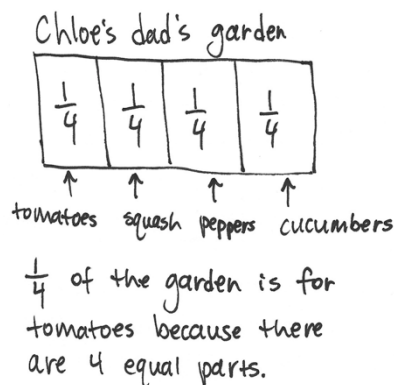 Chloe's dad's garden
1/4 1/4 1/4 1/4
tomatoes squash peppers cucumbers
1/4 of the garden is for
tomatoes because there
are 4 equal parts.